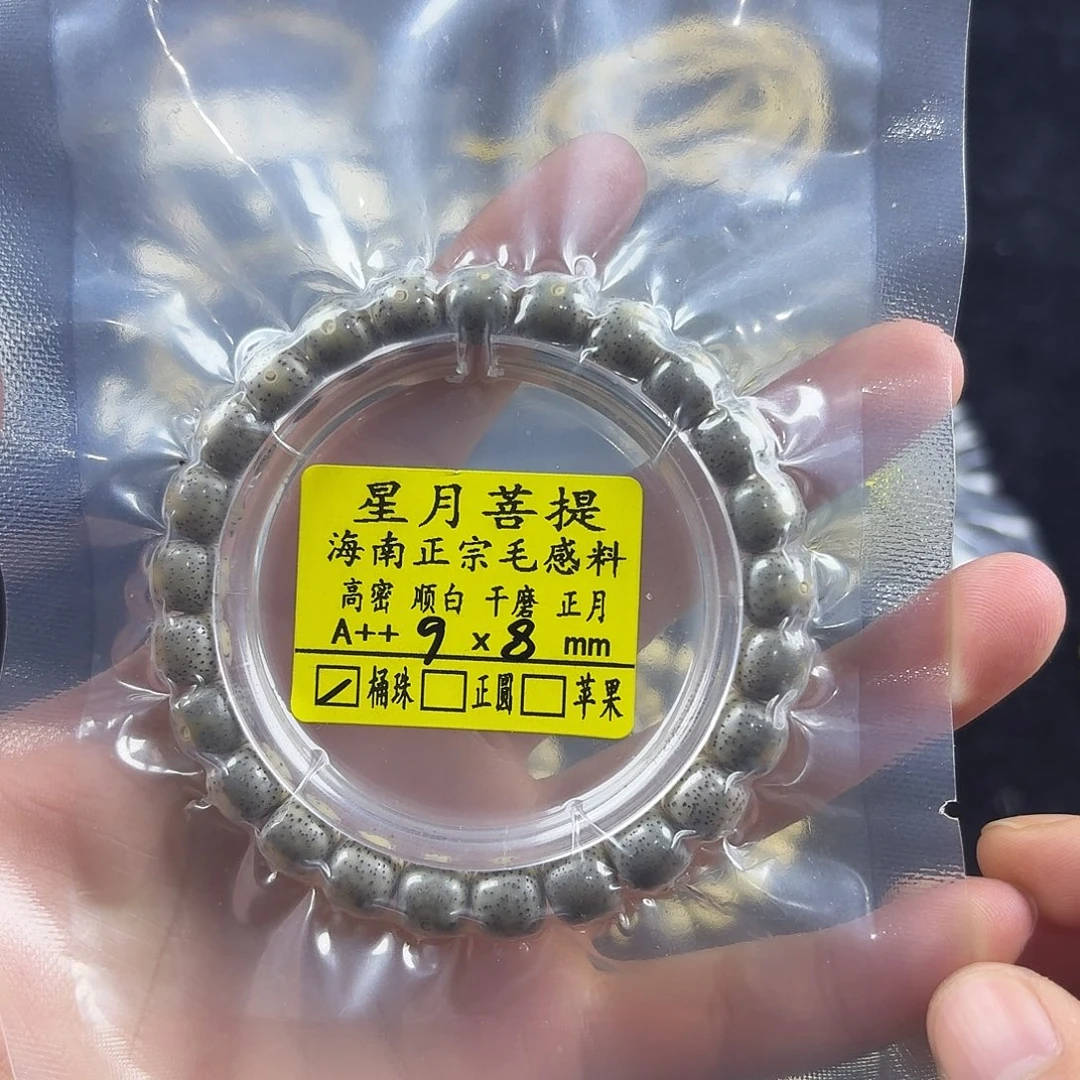 星月菩提
海南正宗毛感料
高密 顺白 干磨 正月
A++ 9 x 8 mm
桶珠 正圓 苹果